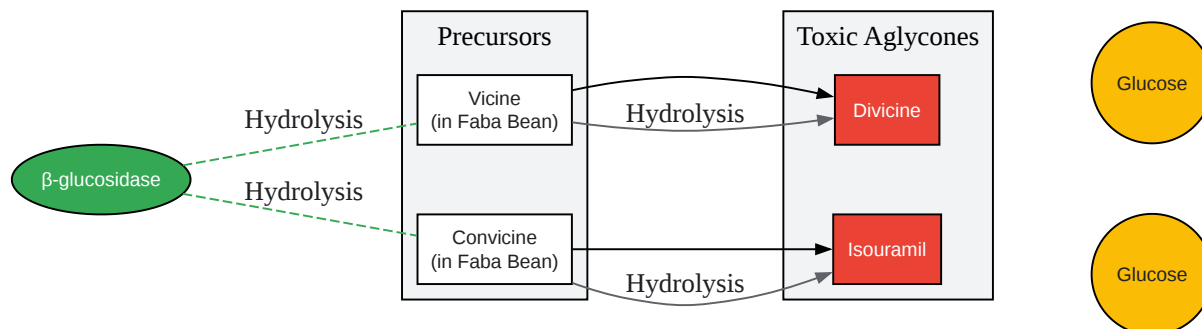 Precursors
Toxic Aglycones
Glucose
Vicine
(in Faba Bean)
Hydrolysis
Hydrolysis
Divicine
β-glucosidase
Hydrolysis
Convicine
(in Faba Bean)
Hydrolysis
Isouramil
Glucose